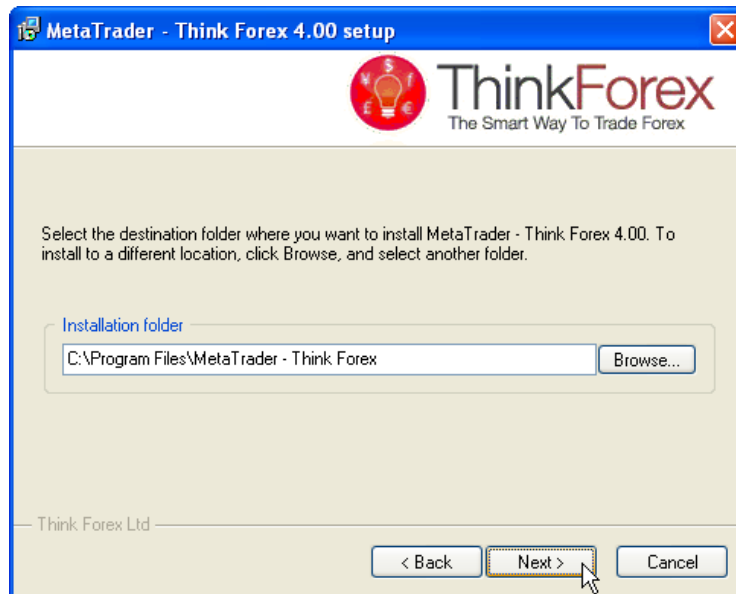 MetaTrader - Think Forex 4.00 setup
¥ $ ƒ
£ €
ThinkForex
The Smart Way To Trade Forex
Select the destination folder where you want to install MetaTrader - Think Forex 4.00. To
install to a different location, click Browse, and select another folder.
Installation folder
C:\Program Files\MetaTrader - Think Forex
Browse...
Think Forex Ltd
< Back
Next >
Cancel